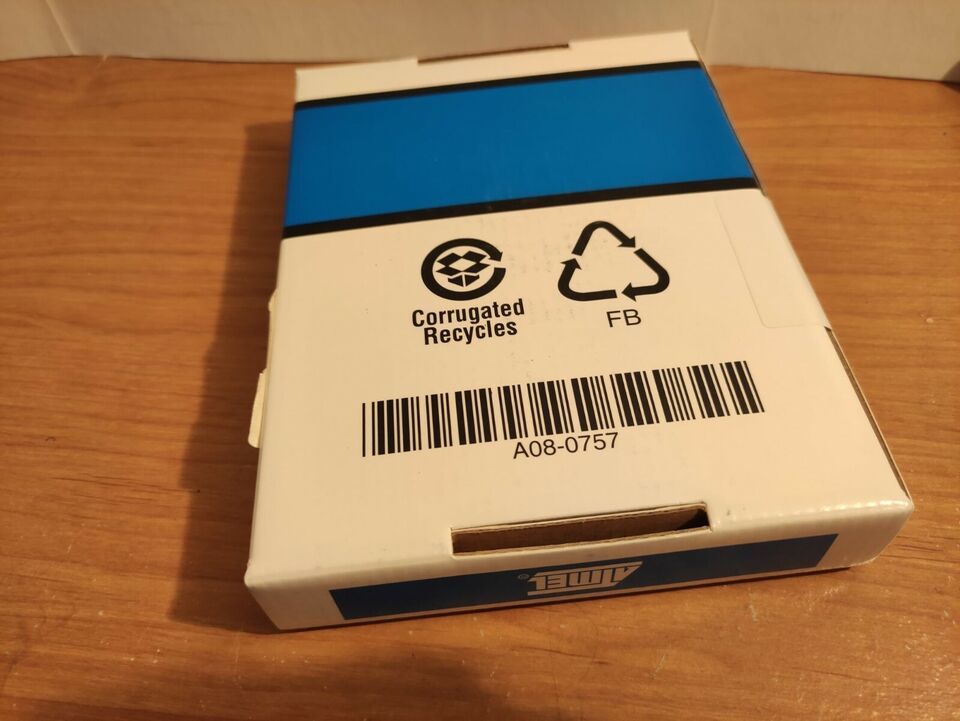 Corrugated
Recycles
FB
A08-0757
ATMEL®